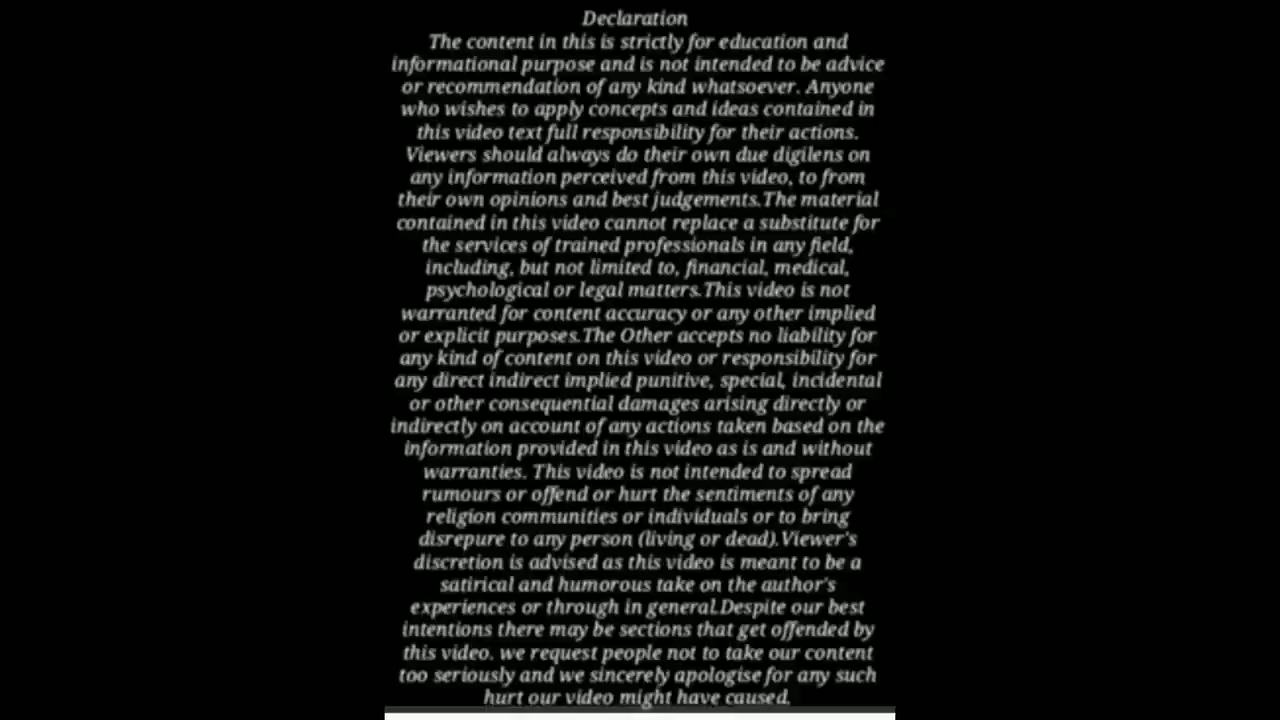 Declaration
The content in this is strictly for education and
informational purpose and is not intended to be advice
or recommendation of any kind whatsoever. Anyone
who wishes to apply concepts and ideas contained in
this video text full responsibility for their actions.
Viewers should always do their own due digilens on
any information perceived from this video, to from
their own opinions and best judgements.The material
contained in this video cannot replace a substitute for
the services of trained professionals in any field,
including, but not limited to, financial, medical,
psychological or legal matters.This video is not
warranted for content accuracy or any other implied
or explicit purposes.The Other accepts no liability for
any kind of content on this video or responsibility for
any direct indirect implied punitive, special, incidental
or other consequential damages arising directly or
indirectly on account of any actions taken based on the
information provided in this video as is and without
warranties. This video is not intended to spread
rumours or offend or hurt the sentiments of any
religion communities or individuals or to bring
disrepure to any person (living or dead).Viewer's
discretion is advised as this video is meant to be a
satirical and humorous take on the author's
experiences or through in general.Despite our best
intentions there may be sections that get offended by
this video. we request people not to take our content
too seriously and we sincerely apologise for any such
hurt our video might have caused.